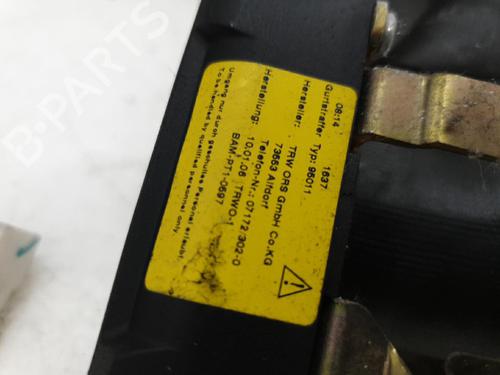 08:14 1637
Gurtstraffer Typ: 96011
Hersteller: TRW ORS GmbH Co.KG
73553 Alfdorf
Telefon-Nr.: 07172/302-0
Herstellung: 10.01.06 TRWO-1
BAM-PT1-0697
Umgang nur durch geschultes Personal erlaubt.
To be handled by qualified personnel only.
PARTS